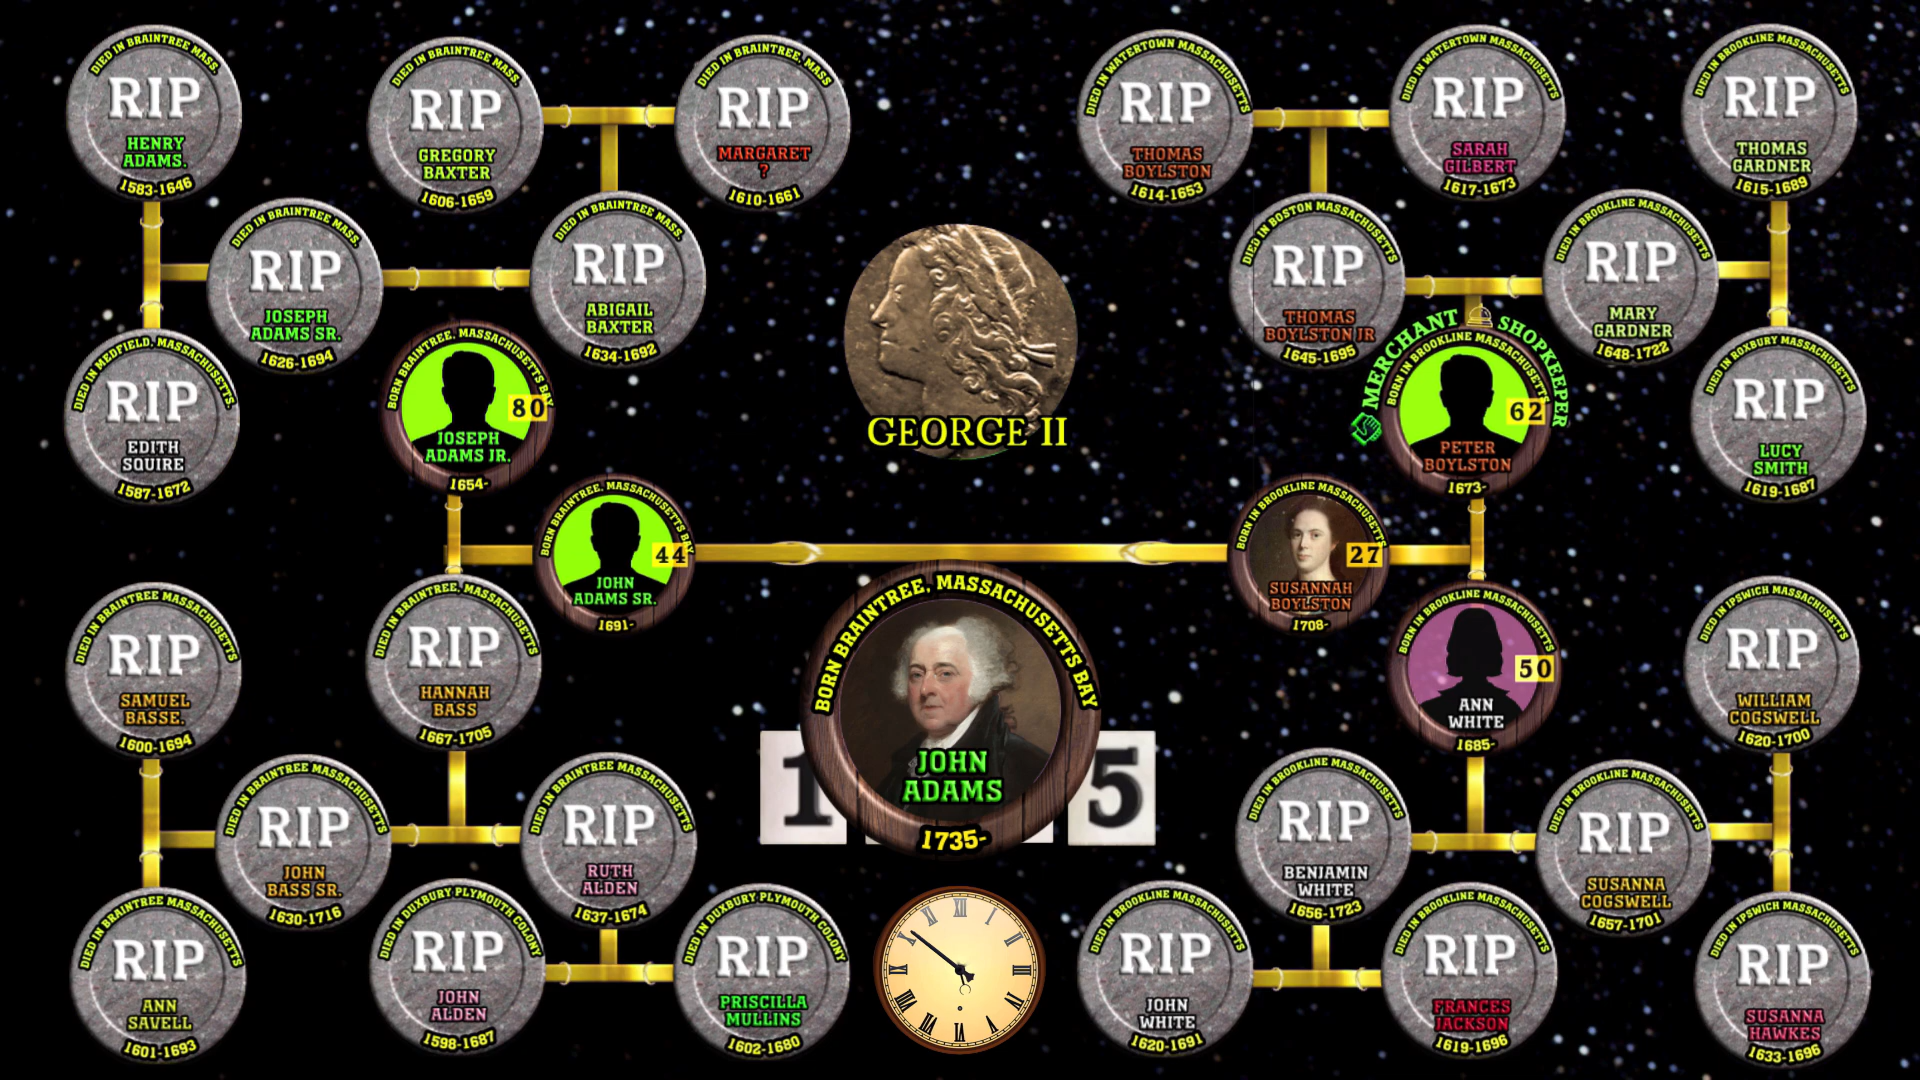 DIED IN BRAINTREE MASS.
RIP
HENRY
ADAMS.
1583-1646
DIED IN BRAINTREE MASS.
RIP
GREGORY
BAXTER
1606-1659
DIED IN BRAINTREE, MASS
RIP
MARGARET
?
1610-1661
DIED IN WATERTOWN MASSACHUSETTS
RIP
THOMAS
BOYLSTON
1614-1653
DIED IN WATERTOWN MASSACHUSETTS
RIP
SARAH
GILBERT
1617-1673
DIED IN BROOKLINE MASSACHUSETTS
RIP
THOMAS
GARDNER
1615-1689
DIED IN BRAINTREE MASS.
RIP
JOSEPH
ADAMS SR.
1626-1694
DIED IN BRAINTREE MASS.
RIP
ABIGAIL
BAXTER
1634-1692
DIED IN BOSTON MASSACHUSETTS
RIP
THOMAS
BOYLSTON JR
1645-1695
DIED IN BROOKLINE MASSACHUSETTS
RIP
MARY
GARDNER
1648-1722
DIED IN MEDFIELD, MASSACHUSETTS.
RIP
EDITH
SQUIRE
1587-1672
BORN BRAINTREE, MASSACHUSETTS BAY
80
JOSEPH
ADAMS JR.
1654-
GEORGE II
MERCHANT SHOPKEEPER
BORN IN BROOKLINE MASSACHUSETTS
62
PETER
BOYLSTON
1673-
DIED IN ROXBURY MASSACHUSETTS
RIP
LUCY
SMITH
1619-1687
BORN BRAINTREE, MASSACHUSETTS BAY
44
JOHN
ADAMS SR.
1691-
BORN IN BROOKLINE MASSACHUSETTS
27
SUSANNAH
BOYLSTON
1708-
DIED IN BRAINTREE MASSACHUSETTS
RIP
SAMUEL
BASSE.
1600-1694
DIED IN BRAINTREE, MASSACHUSETTS
RIP
HANNAH
BASS
1667-1705
BORN BRAINTREE, MASSACHUSETTS BAY
JOHN
ADAMS
1735-
1 5
BORN IN BROOKLINE MASSACHUSETTS
50
ANN
WHITE
1685-
DIED IN IPSWICH MASSACHUSETTS
RIP
WILLIAM
COGSWELL
1620-1700
DIED IN BRAINTREE MASSACHUSETTS
RIP
JOHN
BASS SR.
1630-1716
DIED IN BRAINTREE MASSACHUSETTS
RIP
RUTH
ALDEN
1637-1674
DIED IN BROOKLINE MASSACHUSETTS
RIP
BENJAMIN
WHITE
1656-1723
DIED IN BROOKLINE MASSACHUSETTS
RIP
SUSANNA
COGSWELL
1657-1701
DIED IN BRAINTREE MASSACHUSETTS
RIP
ANN
SAVELL
1601-1693
DIED IN DUXBURY PLYMOUTH COLONY
RIP
JOHN
ALDEN
1598-1687
DIED IN DUXBURY PLYMOUTH COLONY
RIP
PRISCILLA
MULLINS
1602-1680
XII I II III IIII V VI VII VIII IX X XI
DIED IN BROOKLINE MASSACHUSETTS
RIP
JOHN
WHITE
1620-1691
DIED IN BROOKLINE MASSACHUSETTS
RIP
FRANCES
JACKSON
1619-1696
DIED IN IPSWICH MASSACHUSETTS
RIP
SUSANNA
HAWKES
1633-1696